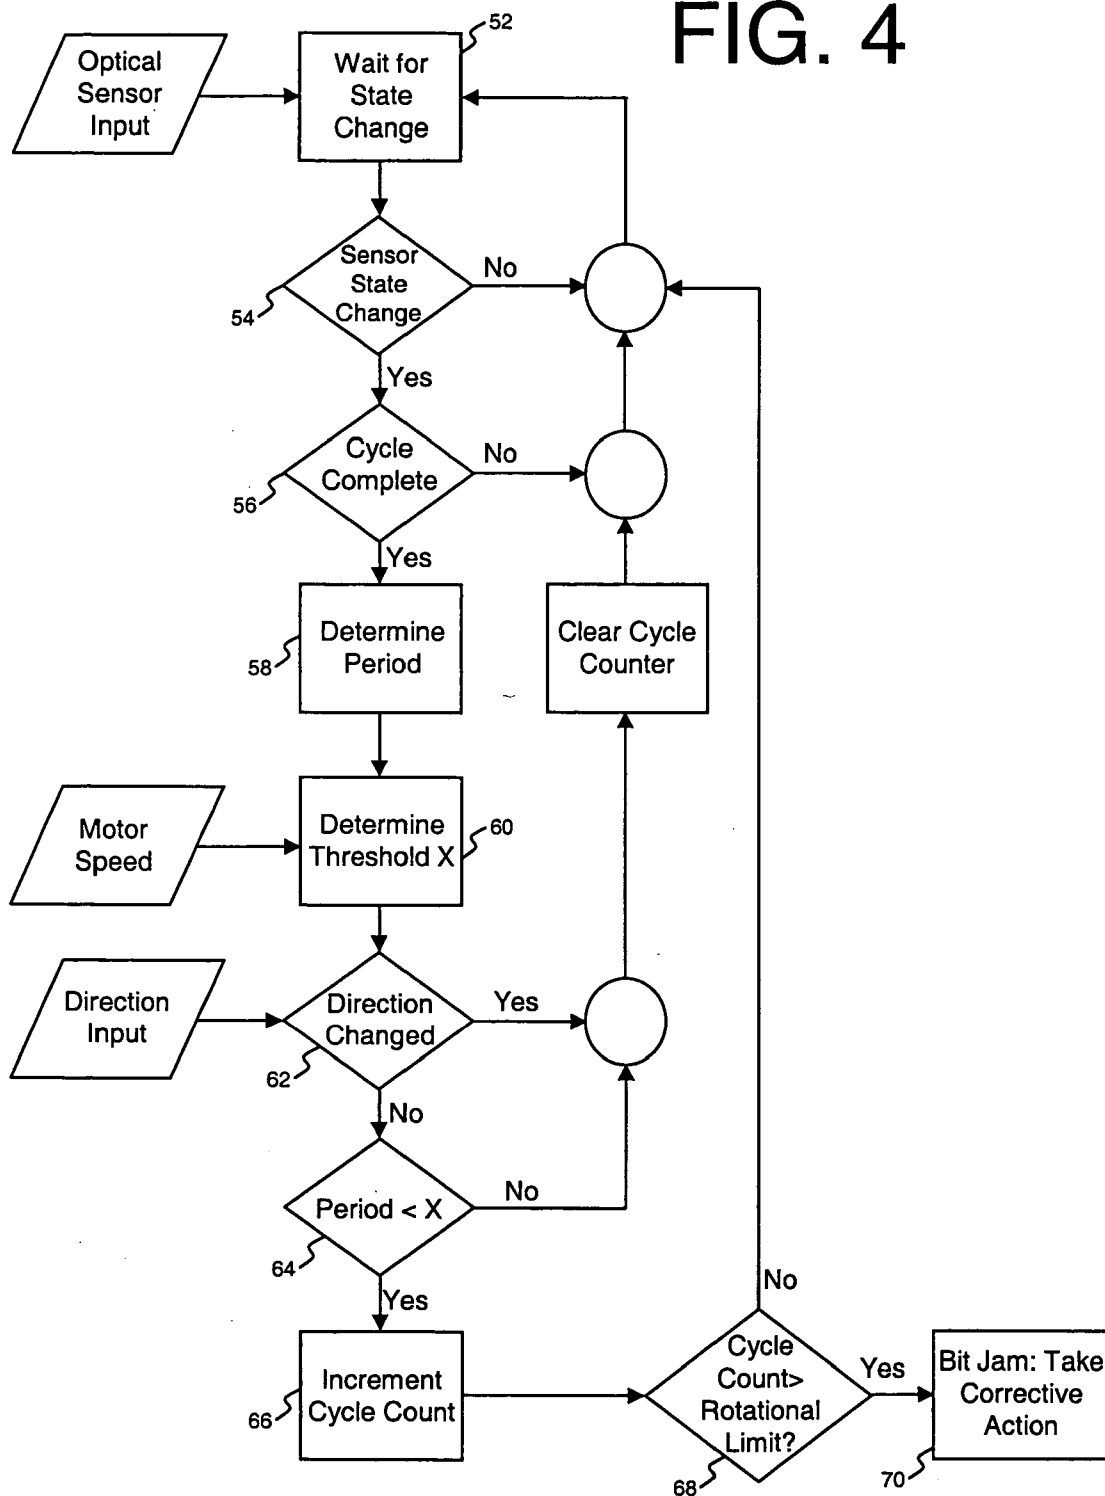 FIG. 4
52
Optical
Sensor
Input
Wait for
State
Change
Sensor
State
Change
No
54
Yes
Cycle
Complete
No
56
Yes
Determine
Period
58
Clear Cycle
Counter
Motor
Speed
Determine
Threshold X
60
Direction
Input
Direction
Changed
Yes
62
No
Period < X
No
64
Yes
Increment
Cycle Count
66
No
Cycle
Count>
Rotational
Limit?
68
Yes
Bit Jam: Take
Corrective
Action
70